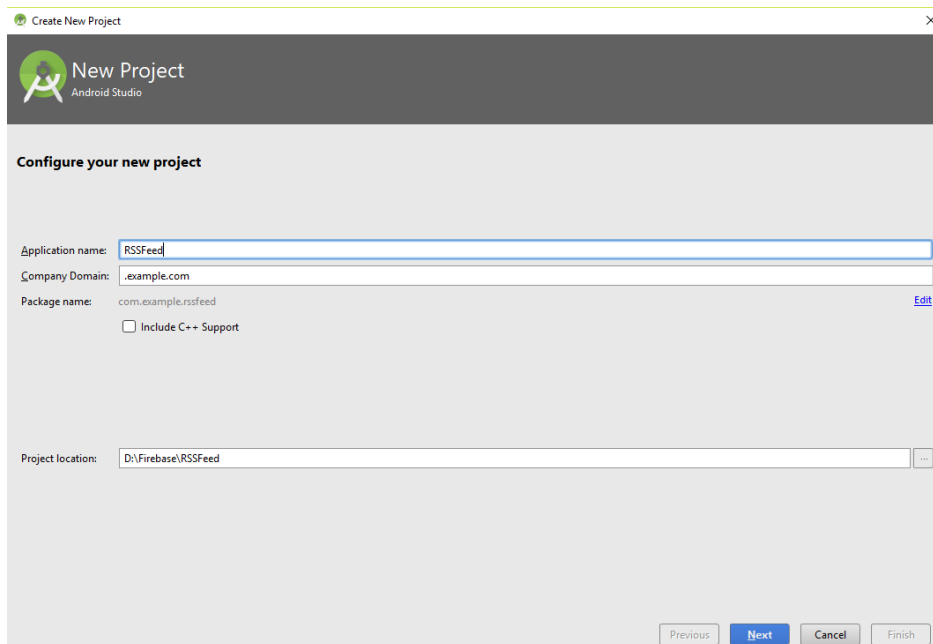 Create New Project
New Project
Android Studio
Configure your new project
Application name: RSSFeed
Company Domain: .example.com
Package name: com.example.rssfeed Edit
Include C++ Support
Project location: D:\Firebase\RSSFeed ...
Previous Next Cancel Finish